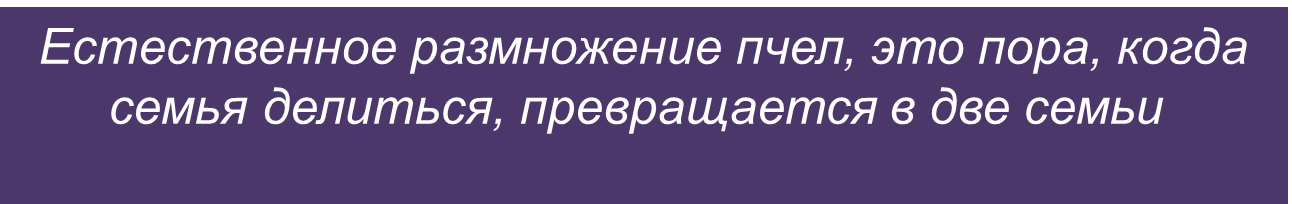 Естественное размножение пчел, это пора, когда
семья делиться, превращается в две семьи